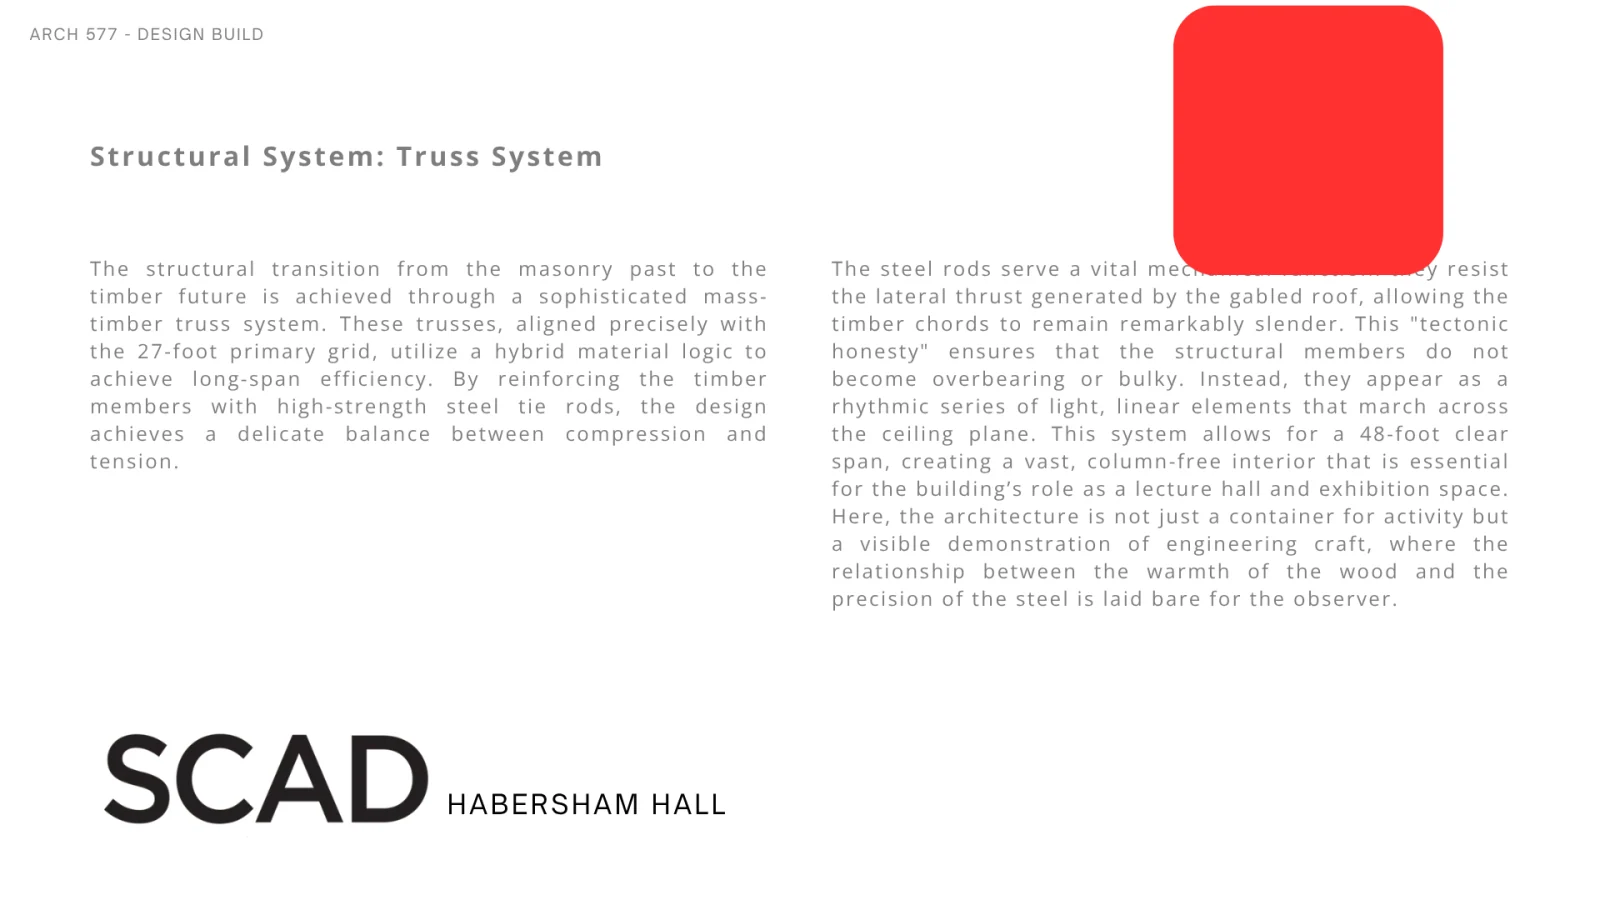 ARCH 577 - DESIGN BUILD
Structural System: Truss System
The structural transition from the masonry past to the
timber future is achieved through a sophisticated mass-
timber truss system. These trusses, aligned precisely with
the 27-foot primary grid, utilize a hybrid material logic to
achieve long-span efficiency. By reinforcing the timber
members with high-strength steel tie rods, the design
achieves a delicate balance between compression and
tension.
The steel rods serve a vital resist
the lateral thrust generated by the gabled roof, allowing the
timber chords to remain remarkably slender. This "tectonic
honesty" ensures that the structural members do not
become overbearing or bulky. Instead, they appear as a
rhythmic series of light, linear elements that march across
the ceiling plane. This system allows for a 48-foot clear
span, creating a vast, column-free interior that is essential
for the building’s role as a lecture hall and exhibition space.
Here, the architecture is not just a container for activity but
a visible demonstration of engineering craft, where the
relationship between the warmth of the wood and the
precision of the steel is laid bare for the observer.
SCAD HABERSHAM HALL